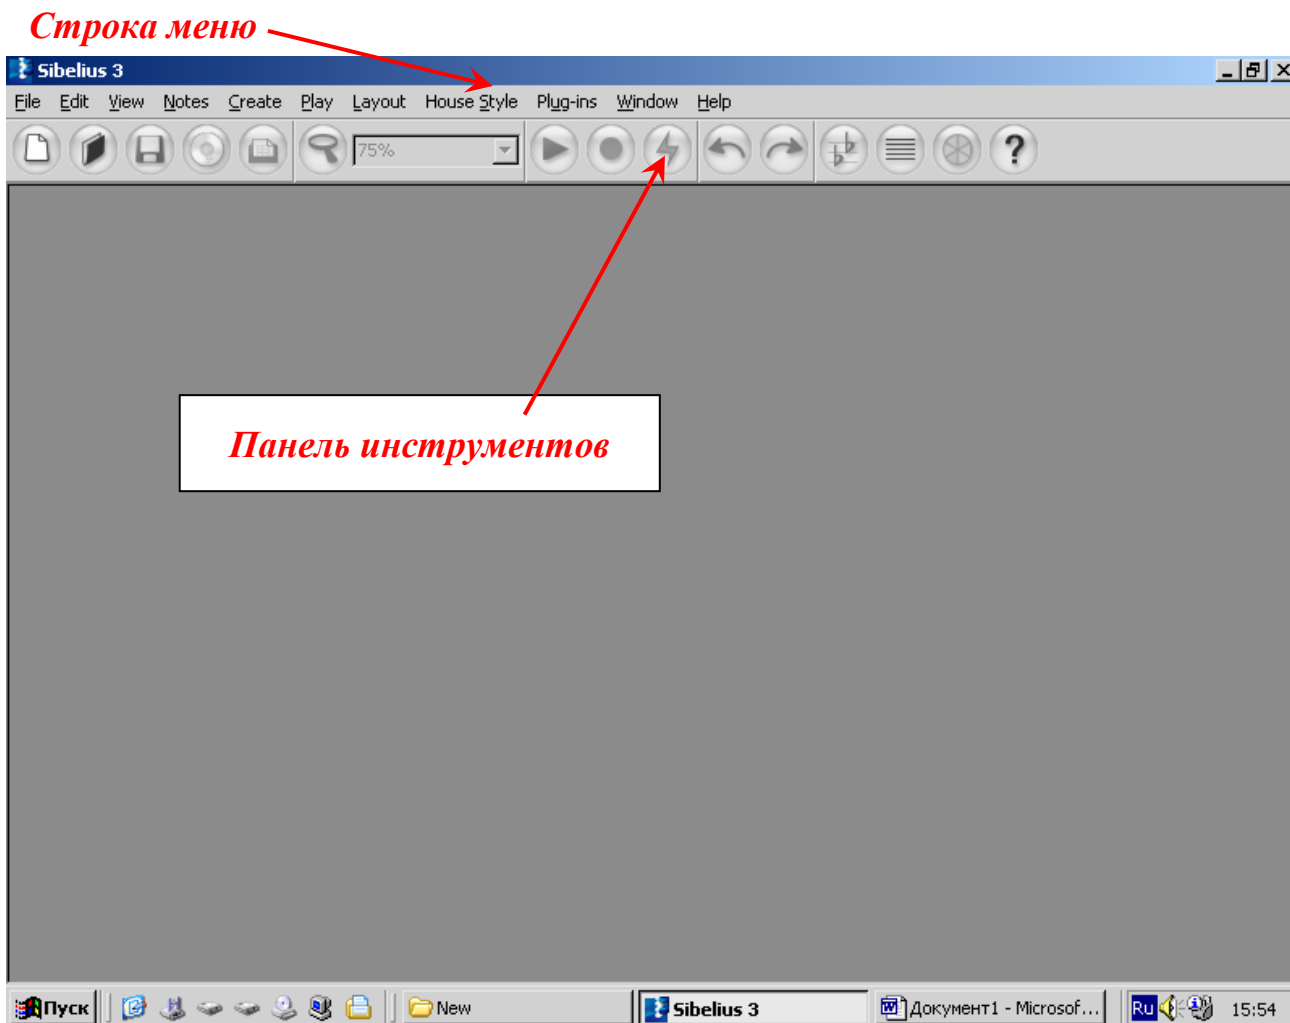 Строка меню
Sibelius 3
File Edit View Notes Create Play Layout House Style Plug-ins Window Help
75%
?
Панель инструментов
Пуск New Sibelius 3 Документ1 - Microsof... Ru 15:54